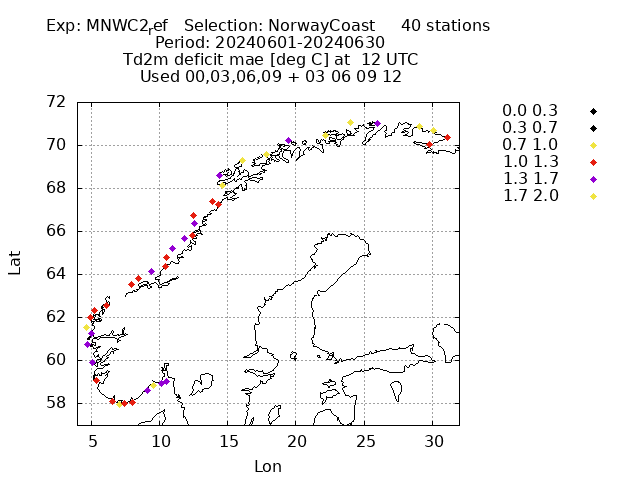 Exp: MNWC2ref   Selection: NorwayCoast     40 stations
Period: 20240601-20240630
Td2m deficit mae [deg C] at  12 UTC
Used 00,03,06,09 + 03 06 09 12
72
70
68
66
64
62
60
58
Lat
5 10 15 20 25 30
Lon
0.0 0.3
0.3 0.7
0.7 1.0
1.0 1.3
1.3 1.7
1.7 2.0